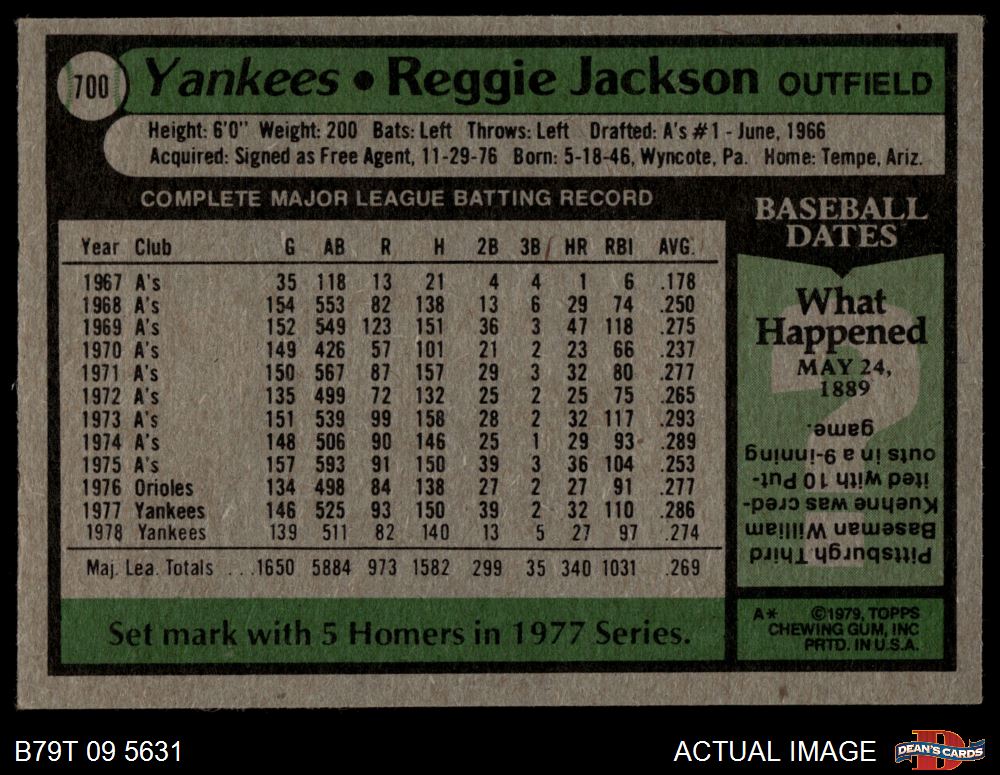 700
Yankees • Reggie Jackson OUTFIELD
Height: 6'0" Weight: 200 Bats: Left Throws: Left Drafted: A's #1 - June, 1966
Acquired: Signed as Free Agent, 11-29-76 Born: 5-18-46, Wyncote, Pa. Home: Tempe, Ariz.
COMPLETE MAJOR LEAGUE BATTING RECORD
Year Club G AB R H 2B 3B HR RBI AVG.
1967 A's 35 118 13 21 4 4 1 6 .178
1968 A's 154 553 82 138 13 6 29 74 .250
1969 A's 152 549 123 151 36 3 47 118 .275
1970 A's 149 426 57 101 21 2 23 66 .237
1971 A's 150 567 87 157 29 3 32 80 .277
1972 A's 135 499 72 132 25 2 25 75 .265
1973 A's 151 539 99 158 28 2 32 117 .293
1974 A's 148 506 90 146 25 1 29 93 .289
1975 A's 157 593 91 150 39 3 36 104 .253
1976 Orioles 134 498 84 138 27 2 27 91 .277
1977 Yankees 146 525 93 150 39 2 32 110 .286
1978 Yankees 139 511 82 140 13 5 27 97 .274
Maj. Lea. Totals ...1650 5884 973 1582 299 35 340 1031 .269
Set mark with 5 Homers in 1977 Series.
BASEBALL
DATES
What
Happened
MAY 24,
1889
?
Pittsburgh Third
Baseman William
Kuehne was cred-
ited with 10 Put-
outs in a 9-inning
game.
A* ©1979, TOPPS
CHEWING GUM, INC
PRTD. IN U.S.A.
B79T 09 5631
ACTUAL IMAGE
D
DEAN'S CARDS